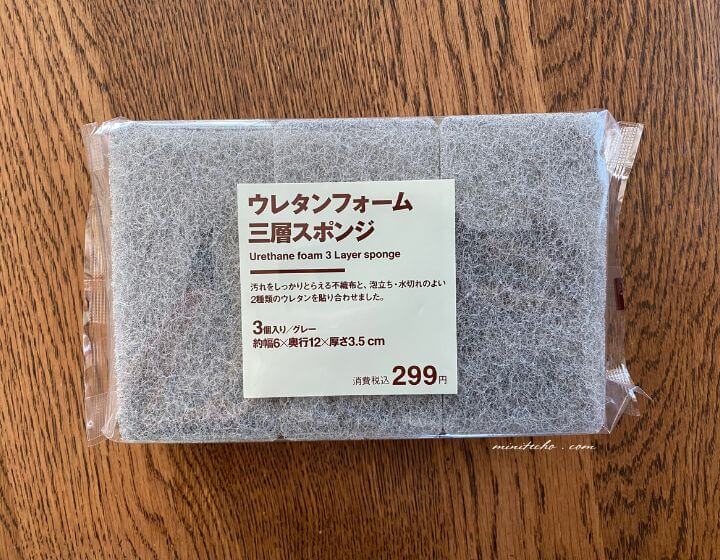 ウレタンフォーム
三層スポンジ
Urethane foam 3 Layer sponge
汚れをしっかりとらえる不織布と、泡立ち・水切れのよい
2種類のウレタンを貼り合わせました。
3個入り/グレー
約幅6×奥行12×厚さ3.5 cm
消費税込 299円
minitecho . com